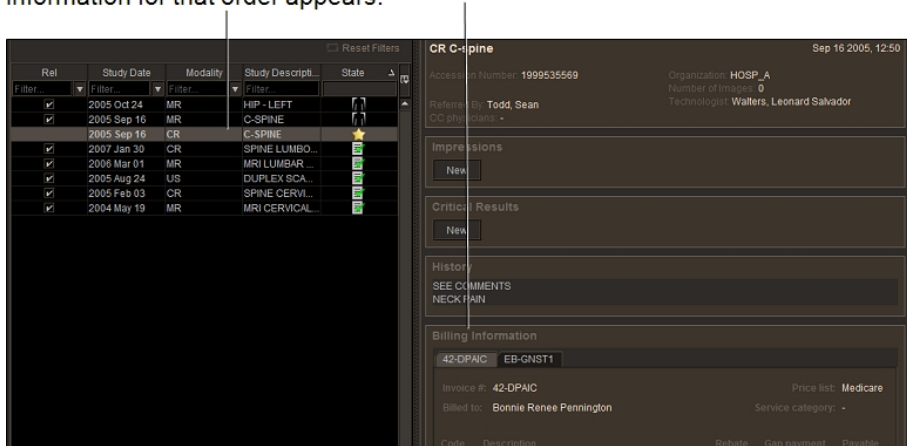 information for that order appears.
Reset Filters
Rel Study Date Modality Study Descripti... State
Filter... Filter... Filter... Filter...
2005 Oct 24 MR HIP - LEFT
2005 Sep 16 MR C-SPINE
2005 Sep 16 CR C-SPINE
2007 Jan 30 CR SPINE LUMBO...
2006 Mar 01 MR MRI LUMBAR ...
2005 Aug 24 US DUPLEX SCA...
2005 Feb 03 CR SPINE CERVI...
2004 May 19 MR MRI CERVICAL...
CR C-spine Sep 16 2005, 12:50
Accession Number: 1999535569 Organization: HOSP_A
Number of Images: 0
Referred By: Todd, Sean Technologist: Walters, Leonard Salvador
CC physicians: -
Impressions
New
Critical Results
New
History
SEE COMMENTS
NECK PAIN
Billing Information
42-DPAIC EB-GNST1
Invoice #: 42-DPAIC Price list: Medicare
Billed to: Bonnie Renee Pennington Service category: -
Code Description Rebate Gap payment Payable